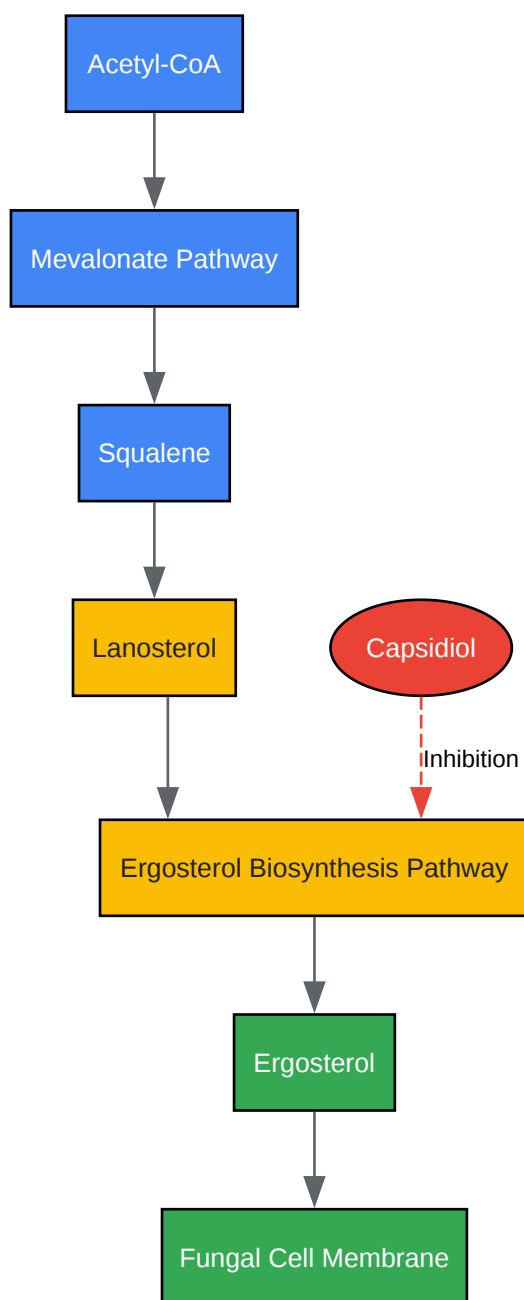 Acetyl-CoA
Mevalonate Pathway
Squalene
Lanosterol
Capsidiol
Inhibition
Ergosterol Biosynthesis Pathway
Ergosterol
Fungal Cell Membrane